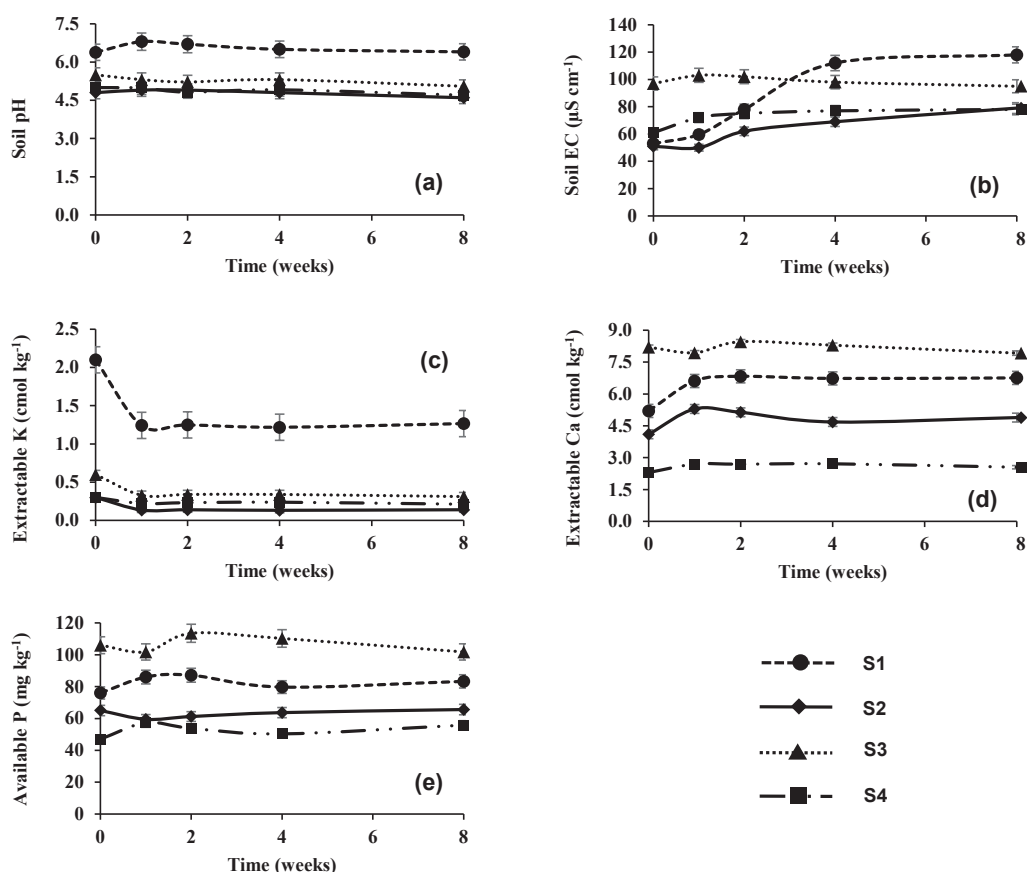 7.5
6.0
4.5
3.0
1.5
0.0
Soil pH
(a)
0 2 4 6 8
Time (weeks)
140
120
100
80
60
40
20
0
Soil EC (µS cm⁻¹)
(b)
0 2 4 6 8
Time (weeks)
2.5
2.0
1.5
1.0
0.5
0.0
Extractable K (cmol kg⁻¹)
(c)
0 2 4 6 8
Time (weeks)
9.0
7.5
6.0
4.5
3.0
1.5
0.0
Extractable Ca (cmol kg⁻¹)
(d)
0 2 4 6 8
Time (weeks)
120
100
80
60
40
20
0
Available P (mg kg⁻¹)
(e)
0 2 4 6 8
Time (weeks)
S1
S2
S3
S4